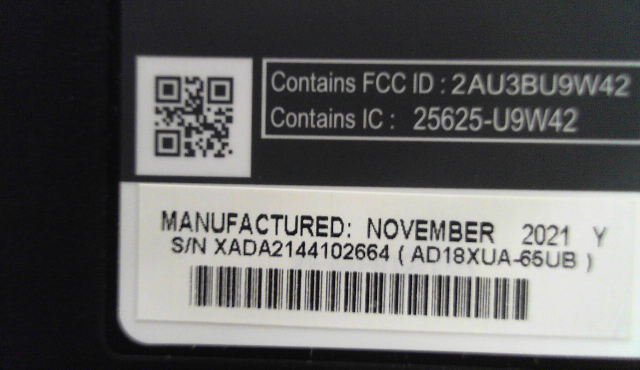 Contains FCC ID : 2AU3BU9W42
Contains IC : 25625-U9W42
MANUFACTURED: NOVEMBER 2021 Y
S/N XADA2144102664 ( AD18XUA-65UB )